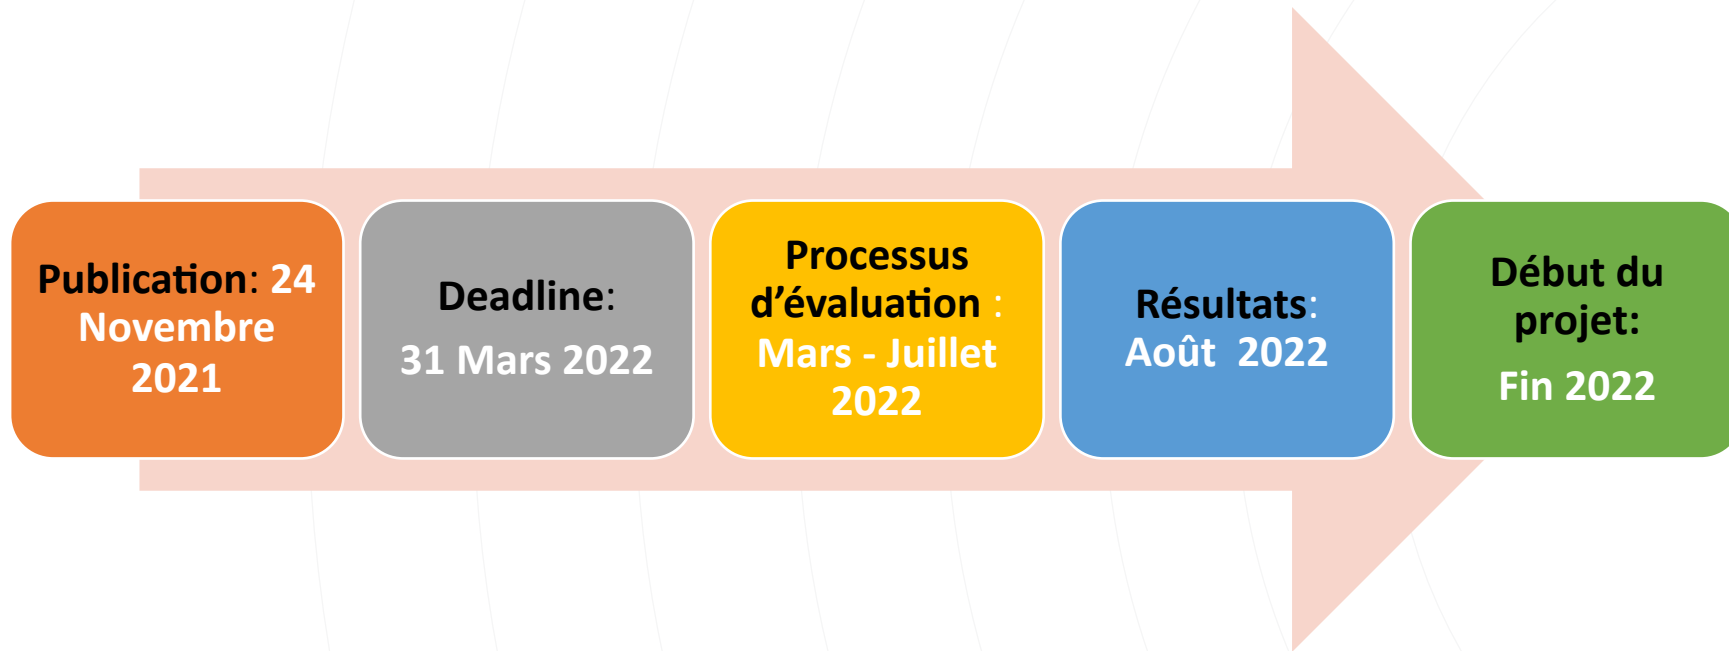 Publication: 24
Novembre
2021
Deadline:
31 Mars 2022
Processus
d’évaluation :
Mars - Juillet
2022
Résultats:
Août  2022
Début du
projet:
Fin 2022